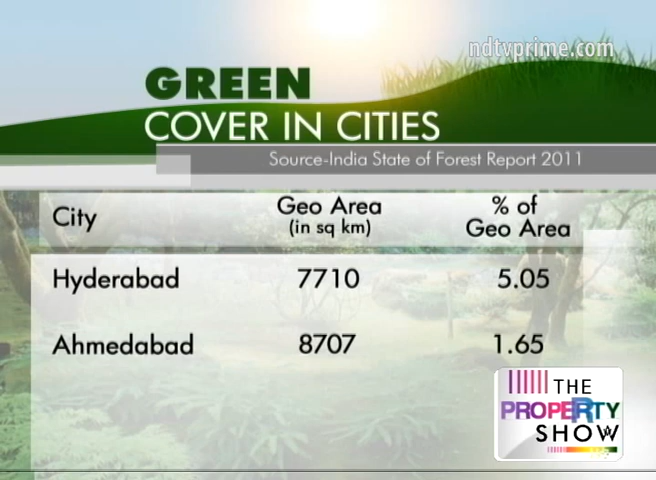 ndtvprime.com
GREEN
COVER IN CITIES
Source-India State of Forest Report 2011
City Geo Area (in sq km) % of Geo Area
Hyderabad 7710 5.05
Ahmedabad 8707 1.65
THE
PROPERTY
SHOW